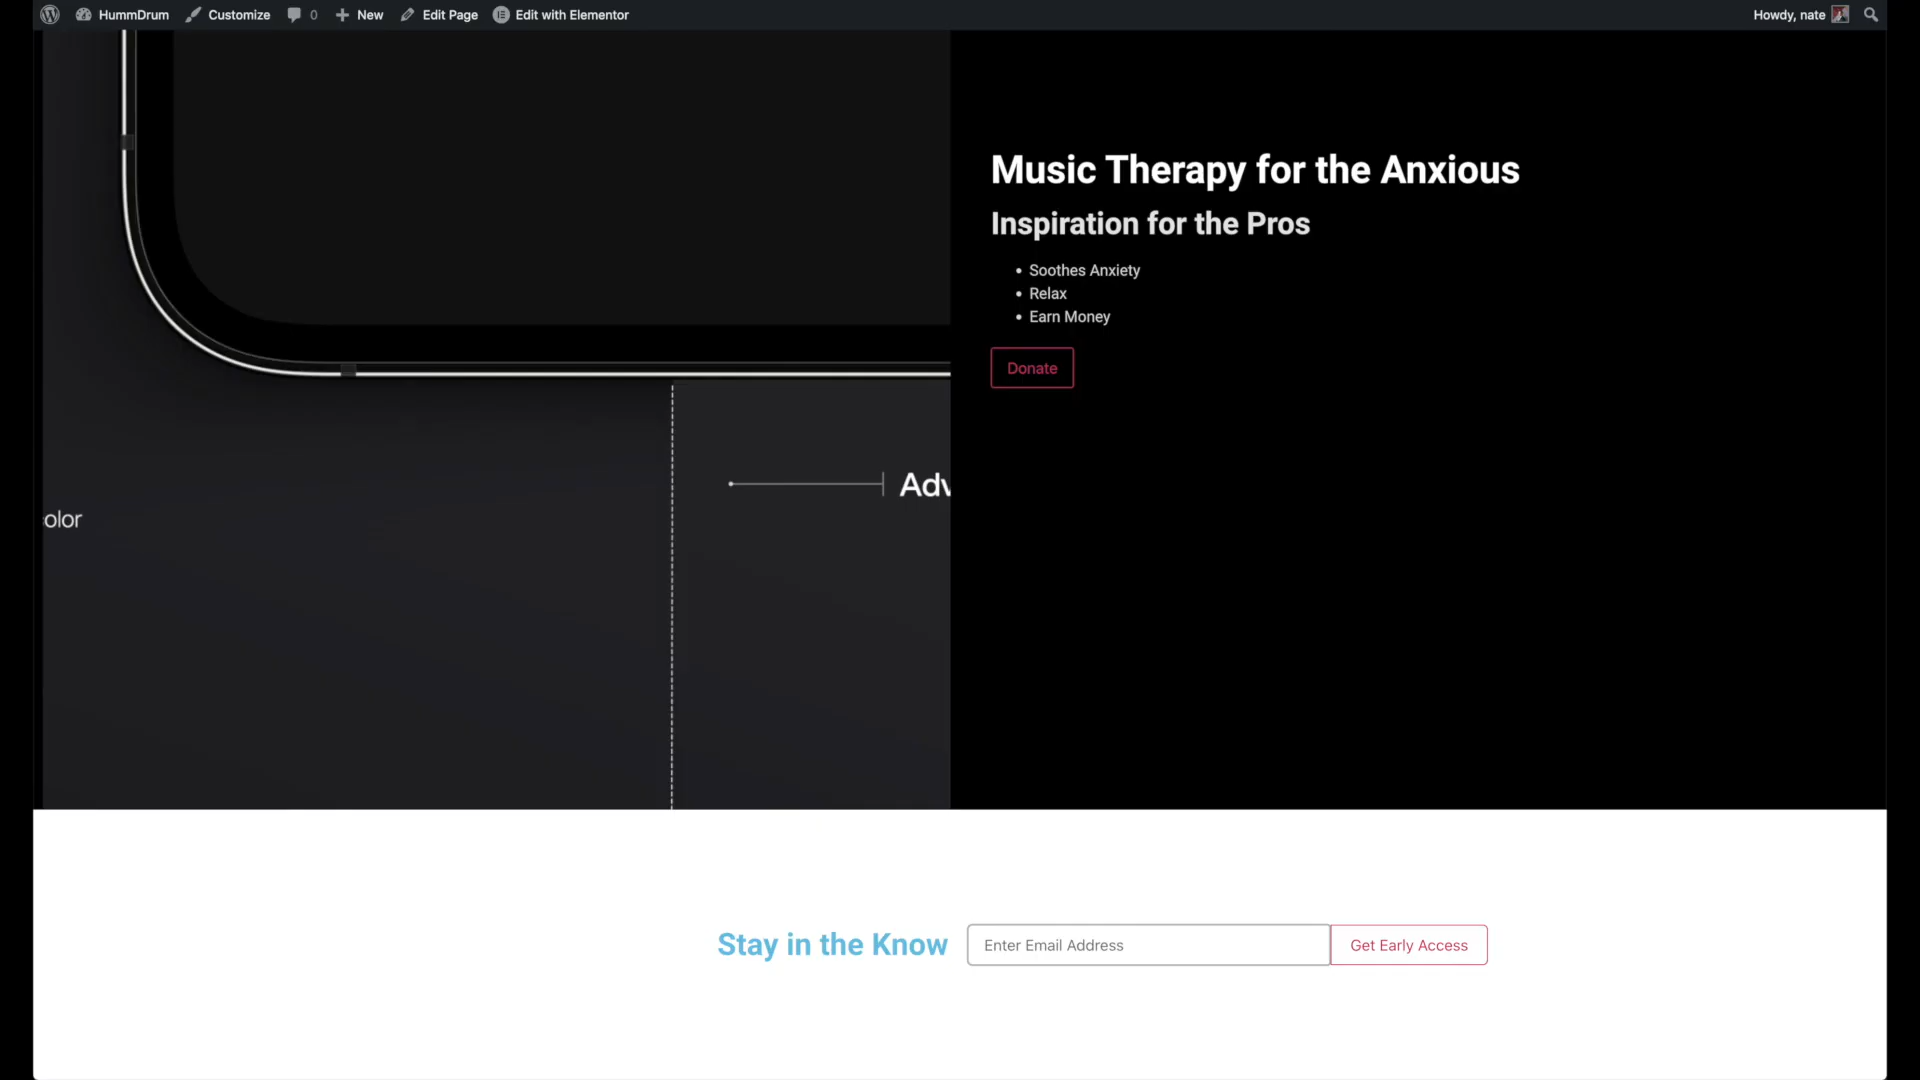 HummDrum Customize 0 New Edit Page Edit with Elementor Howdy, nate
Music Therapy for the Anxious
Inspiration for the Pros
Soothes Anxiety
Relax
Earn Money
Donate
Adv
olor
Stay in the Know Enter Email Address Get Early Access